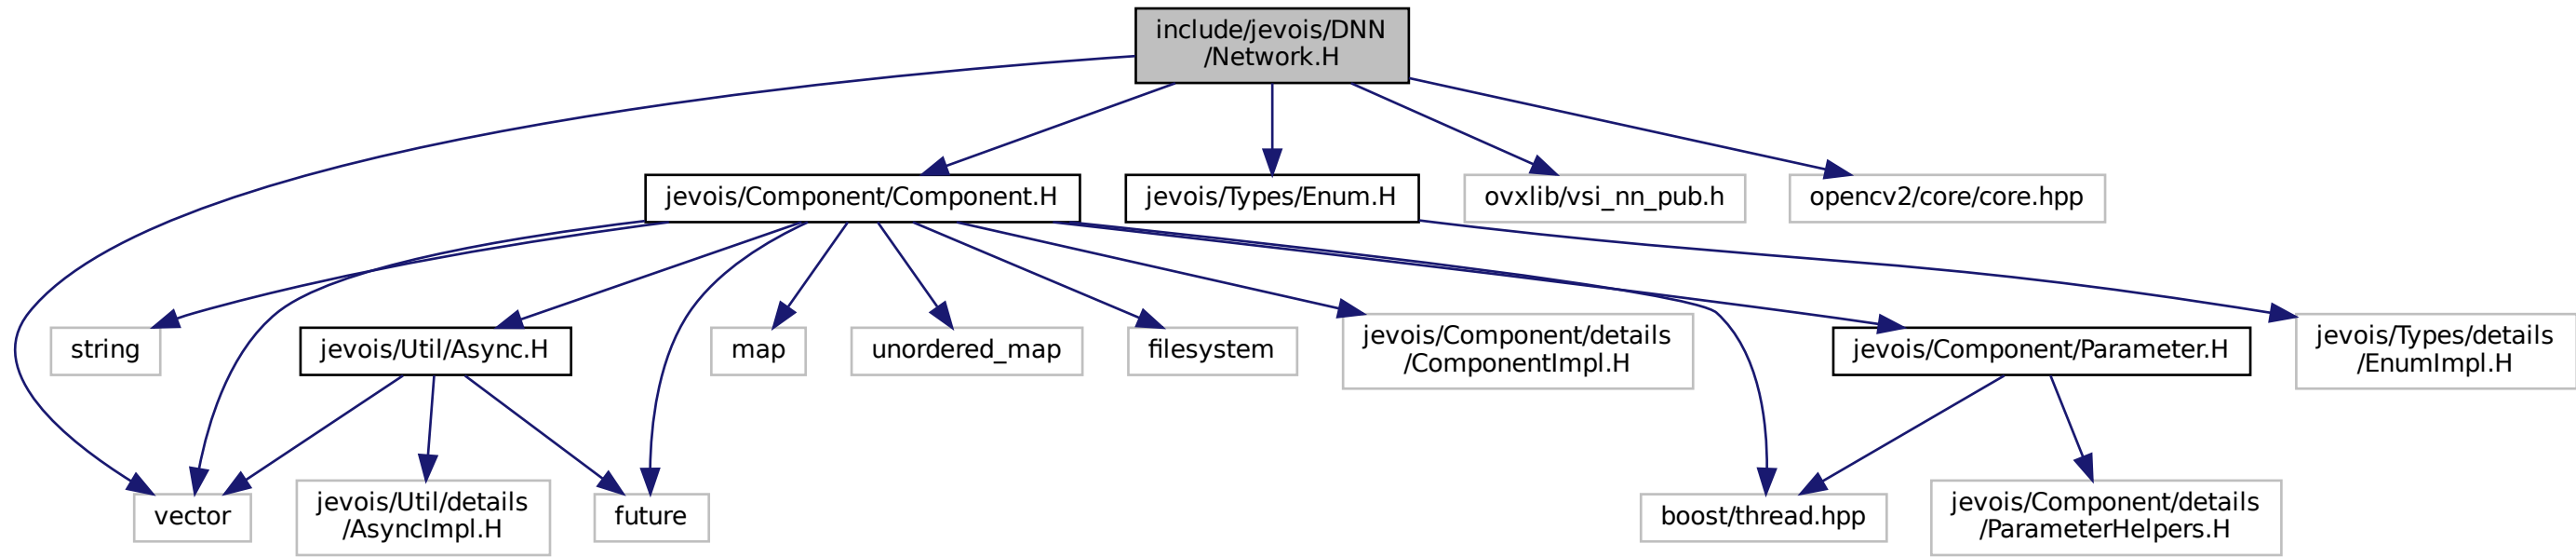 include/jevois/DNN
/Network.H
jevois/Component/Component.H
jevois/Types/Enum.H
ovxlib/vsi_nn_pub.h
opencv2/core/core.hpp
string
jevois/Util/Async.H
map
unordered_map
filesystem
jevois/Component/details
/ComponentImpl.H
jevois/Component/Parameter.H
jevois/Types/details
/EnumImpl.H
vector
jevois/Util/details
/AsyncImpl.H
future
boost/thread.hpp
jevois/Component/details
/ParameterHelpers.H